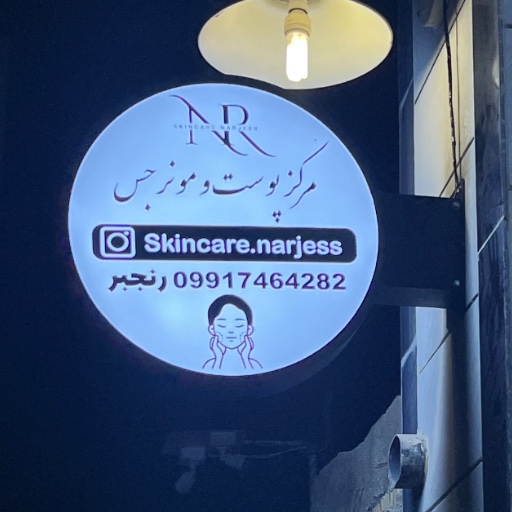 NR
SKINCARE NARJESS
مرکز پوست و مو نرجس
Skincare.narjess
09917464282 رنجبر